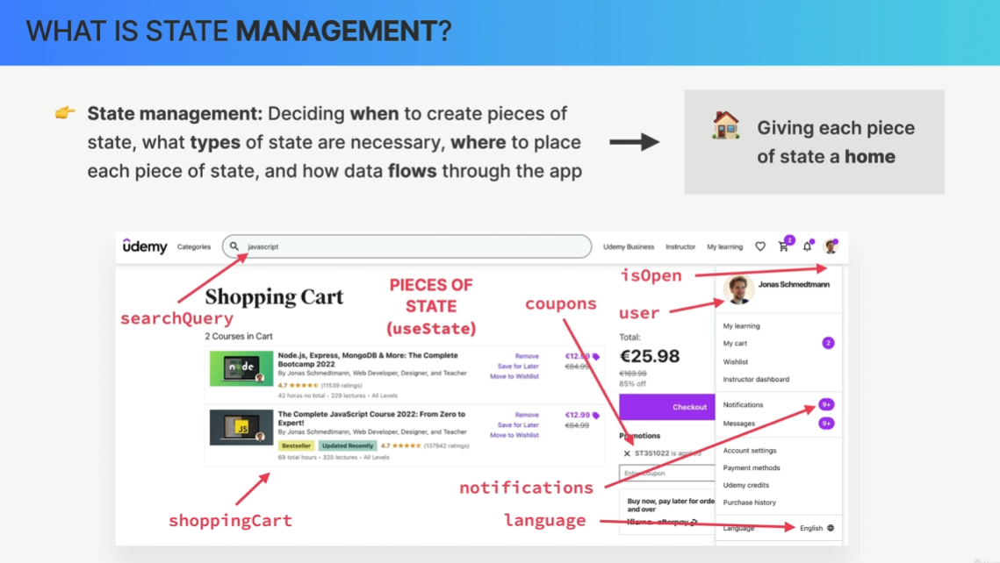 WHAT IS STATE MANAGEMENT?
👉 State management: Deciding when to create pieces of
state, what types of state are necessary, where to place
each piece of state, and how data flows through the app
Giving each piece
of state a home
ûdemy
Categories
javascript
Udemy Business
Instructor
My learning
2
searchQuery
Shopping Cart
PIECES OF
STATE
(useState)
coupons
isOpen
user
Jonas Schmedtmann
2 Courses in Cart
Node.js, Express, MongoDB & More: The Complete
Bootcamp 2022
By Jonas Schmedtmann, Web Developer, Designer, and Teacher
4.7 ★★★★★ (11539 ratings)
42 horas no total • 229 lectures • All Levels
Remove
Save for Later
Move to Wishlist
€12.99
€84.99
node
The Complete JavaScript Course 2022: From Zero to
Expert!
By Jonas Schmedtmann, Web Developer, Designer, and Teacher
Bestseller
Updated Recently
4.7 ★★★★★ (137942 ratings)
69 total hours • 320 lectures • All Levels
Remove
Save for Later
Move to Wishlist
€12.99
€84.99
JS
Total:
€25.98
€169.98
85% off
Checkout
Promotions
ST351022 is applied
Enter Coupon
Buy now, pay later for orde
and over
Klarna. afterpay
My learning
My cart
2
Wishlist
Instructor dashboard
Notifications
9+
Messages
9+
Account settings
Payment methods
Udemy credits
Purchase history
Language
English
shoppingCart
notifications
language